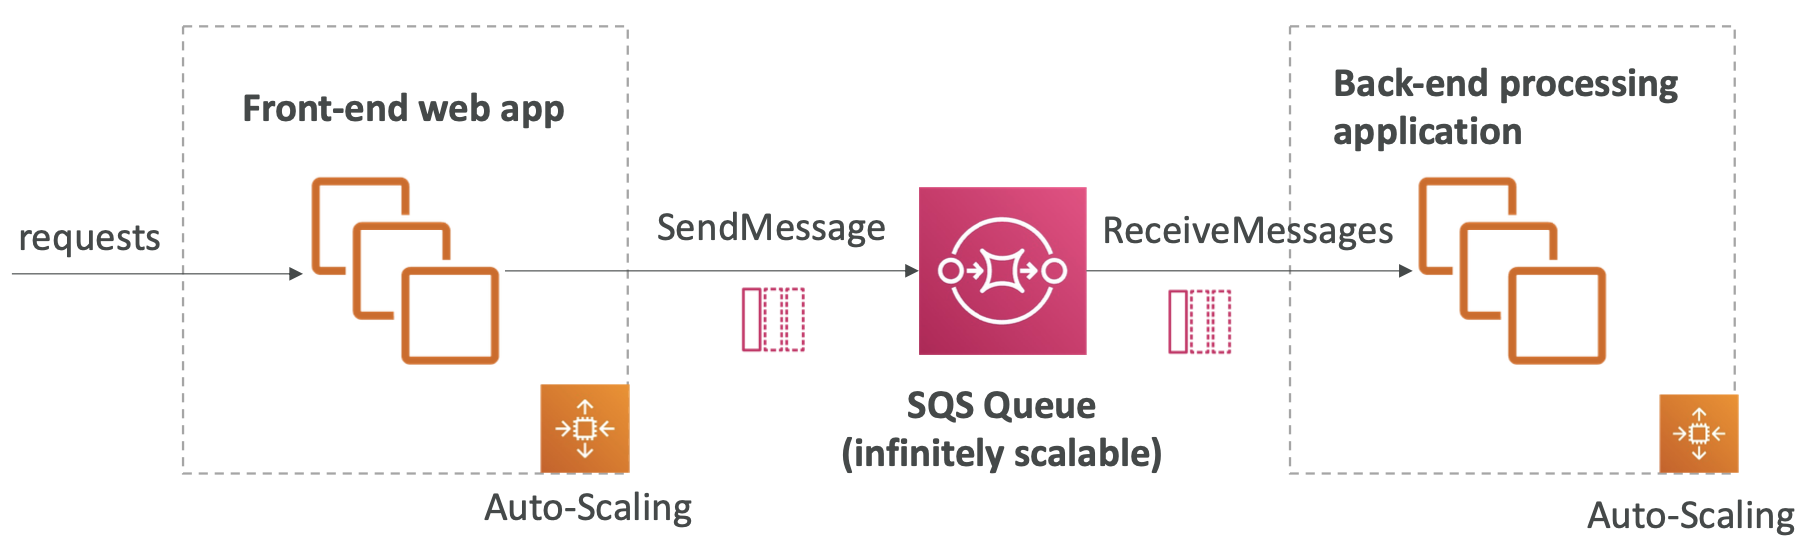 requests
Front-end web app
Auto-Scaling
SendMessage
SQS Queue
(infinitely scalable)
ReceiveMessages
Back-end processing
application
Auto-Scaling